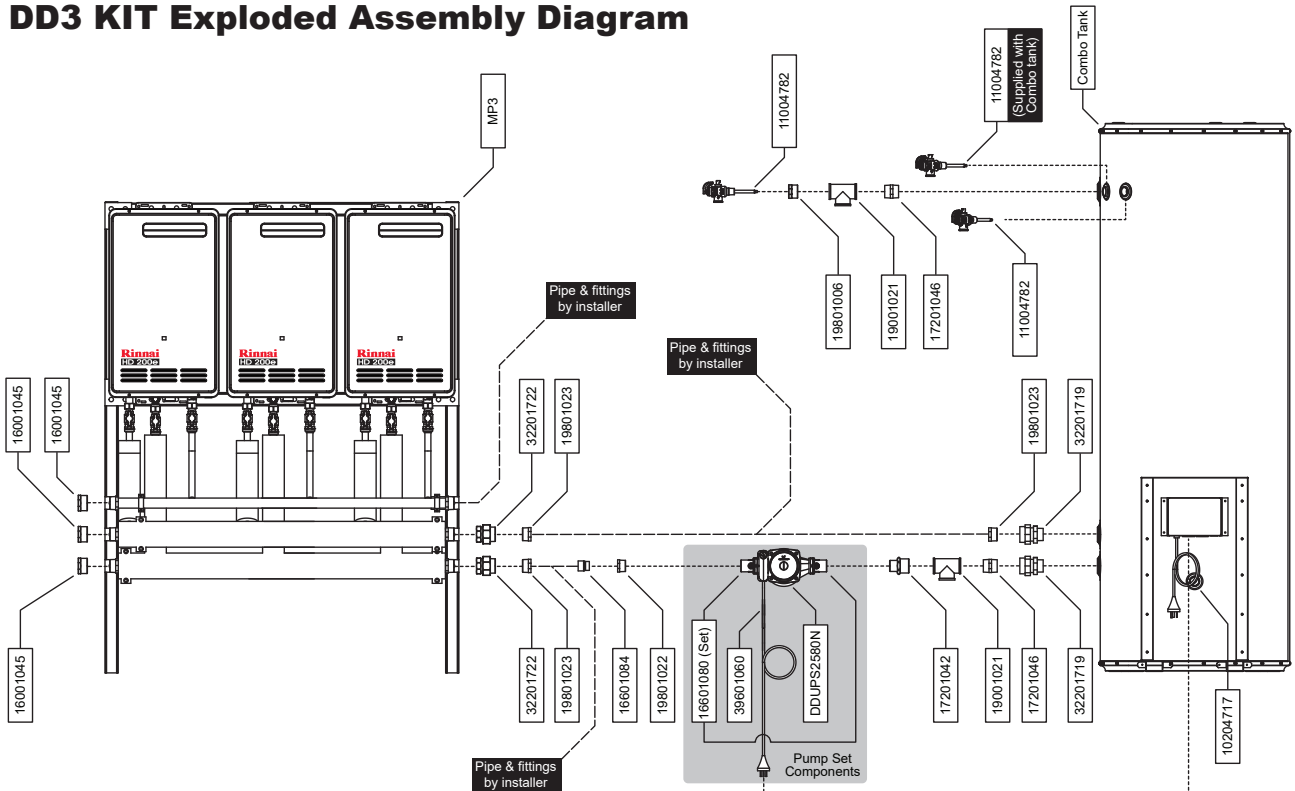 DD3 KIT Exploded Assembly Diagram
MP3
11004782
11004782
(Supplied with
Combo tank)
Combo Tank
19801006
19001021
17201046
11004782
Pipe & fittings
by installer
Pipe & fittings
by installer
Rinnai
HD 200e
Rinnai
HD 200e
Rinnai
HD 200e
16001045
16001045
32201722
19801023
19801023
32201719
16001045
32201722
19801023
16601084
19801022
16601080 (Set)
39601060
DDUPS2580N
17201042
19001021
17201046
32201719
10204717
Pump Set
Components
Pipe & fittings
by installer